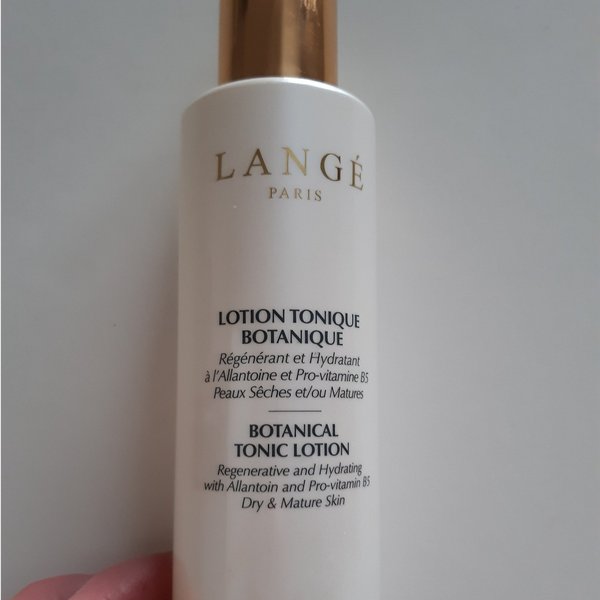 LANGÉ
PARIS
LOTION TONIQUE
BOTANIQUE
Régénérant et Hydratant
à l'Allantoine et Pro-vitamine B5
Peaux Sêches et/ou Matures
BOTANICAL
TONIC LOTION
Regenerative and Hydrating
with Allantoin and Pro-vitamin B5
Dry & Mature Skin